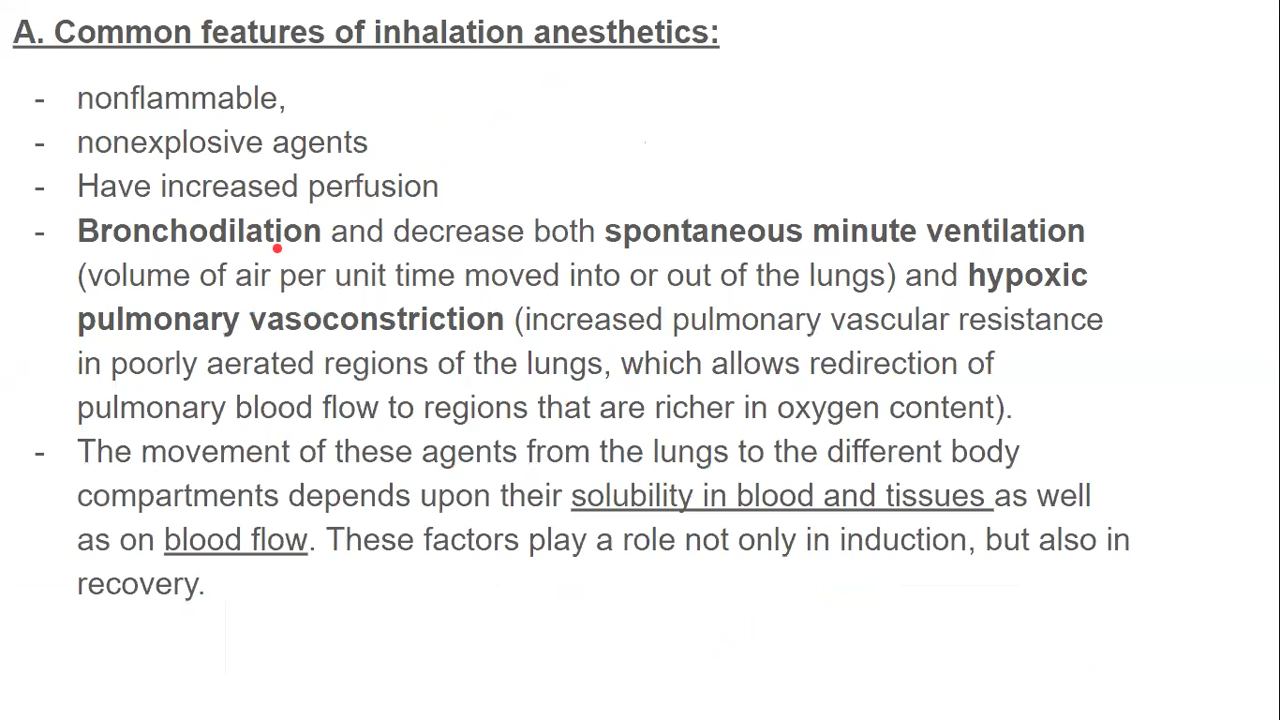 A. Common features of inhalation anesthetics:
- nonflammable,
- nonexplosive agents
- Have increased perfusion
- Bronchodilation and decrease both spontaneous minute ventilation
(volume of air per unit time moved into or out of the lungs) and hypoxic
pulmonary vasoconstriction (increased pulmonary vascular resistance
in poorly aerated regions of the lungs, which allows redirection of
pulmonary blood flow to regions that are richer in oxygen content).
- The movement of these agents from the lungs to the different body
compartments depends upon their solubility in blood and tissues as well
as on blood flow. These factors play a role not only in induction, but also in
recovery.